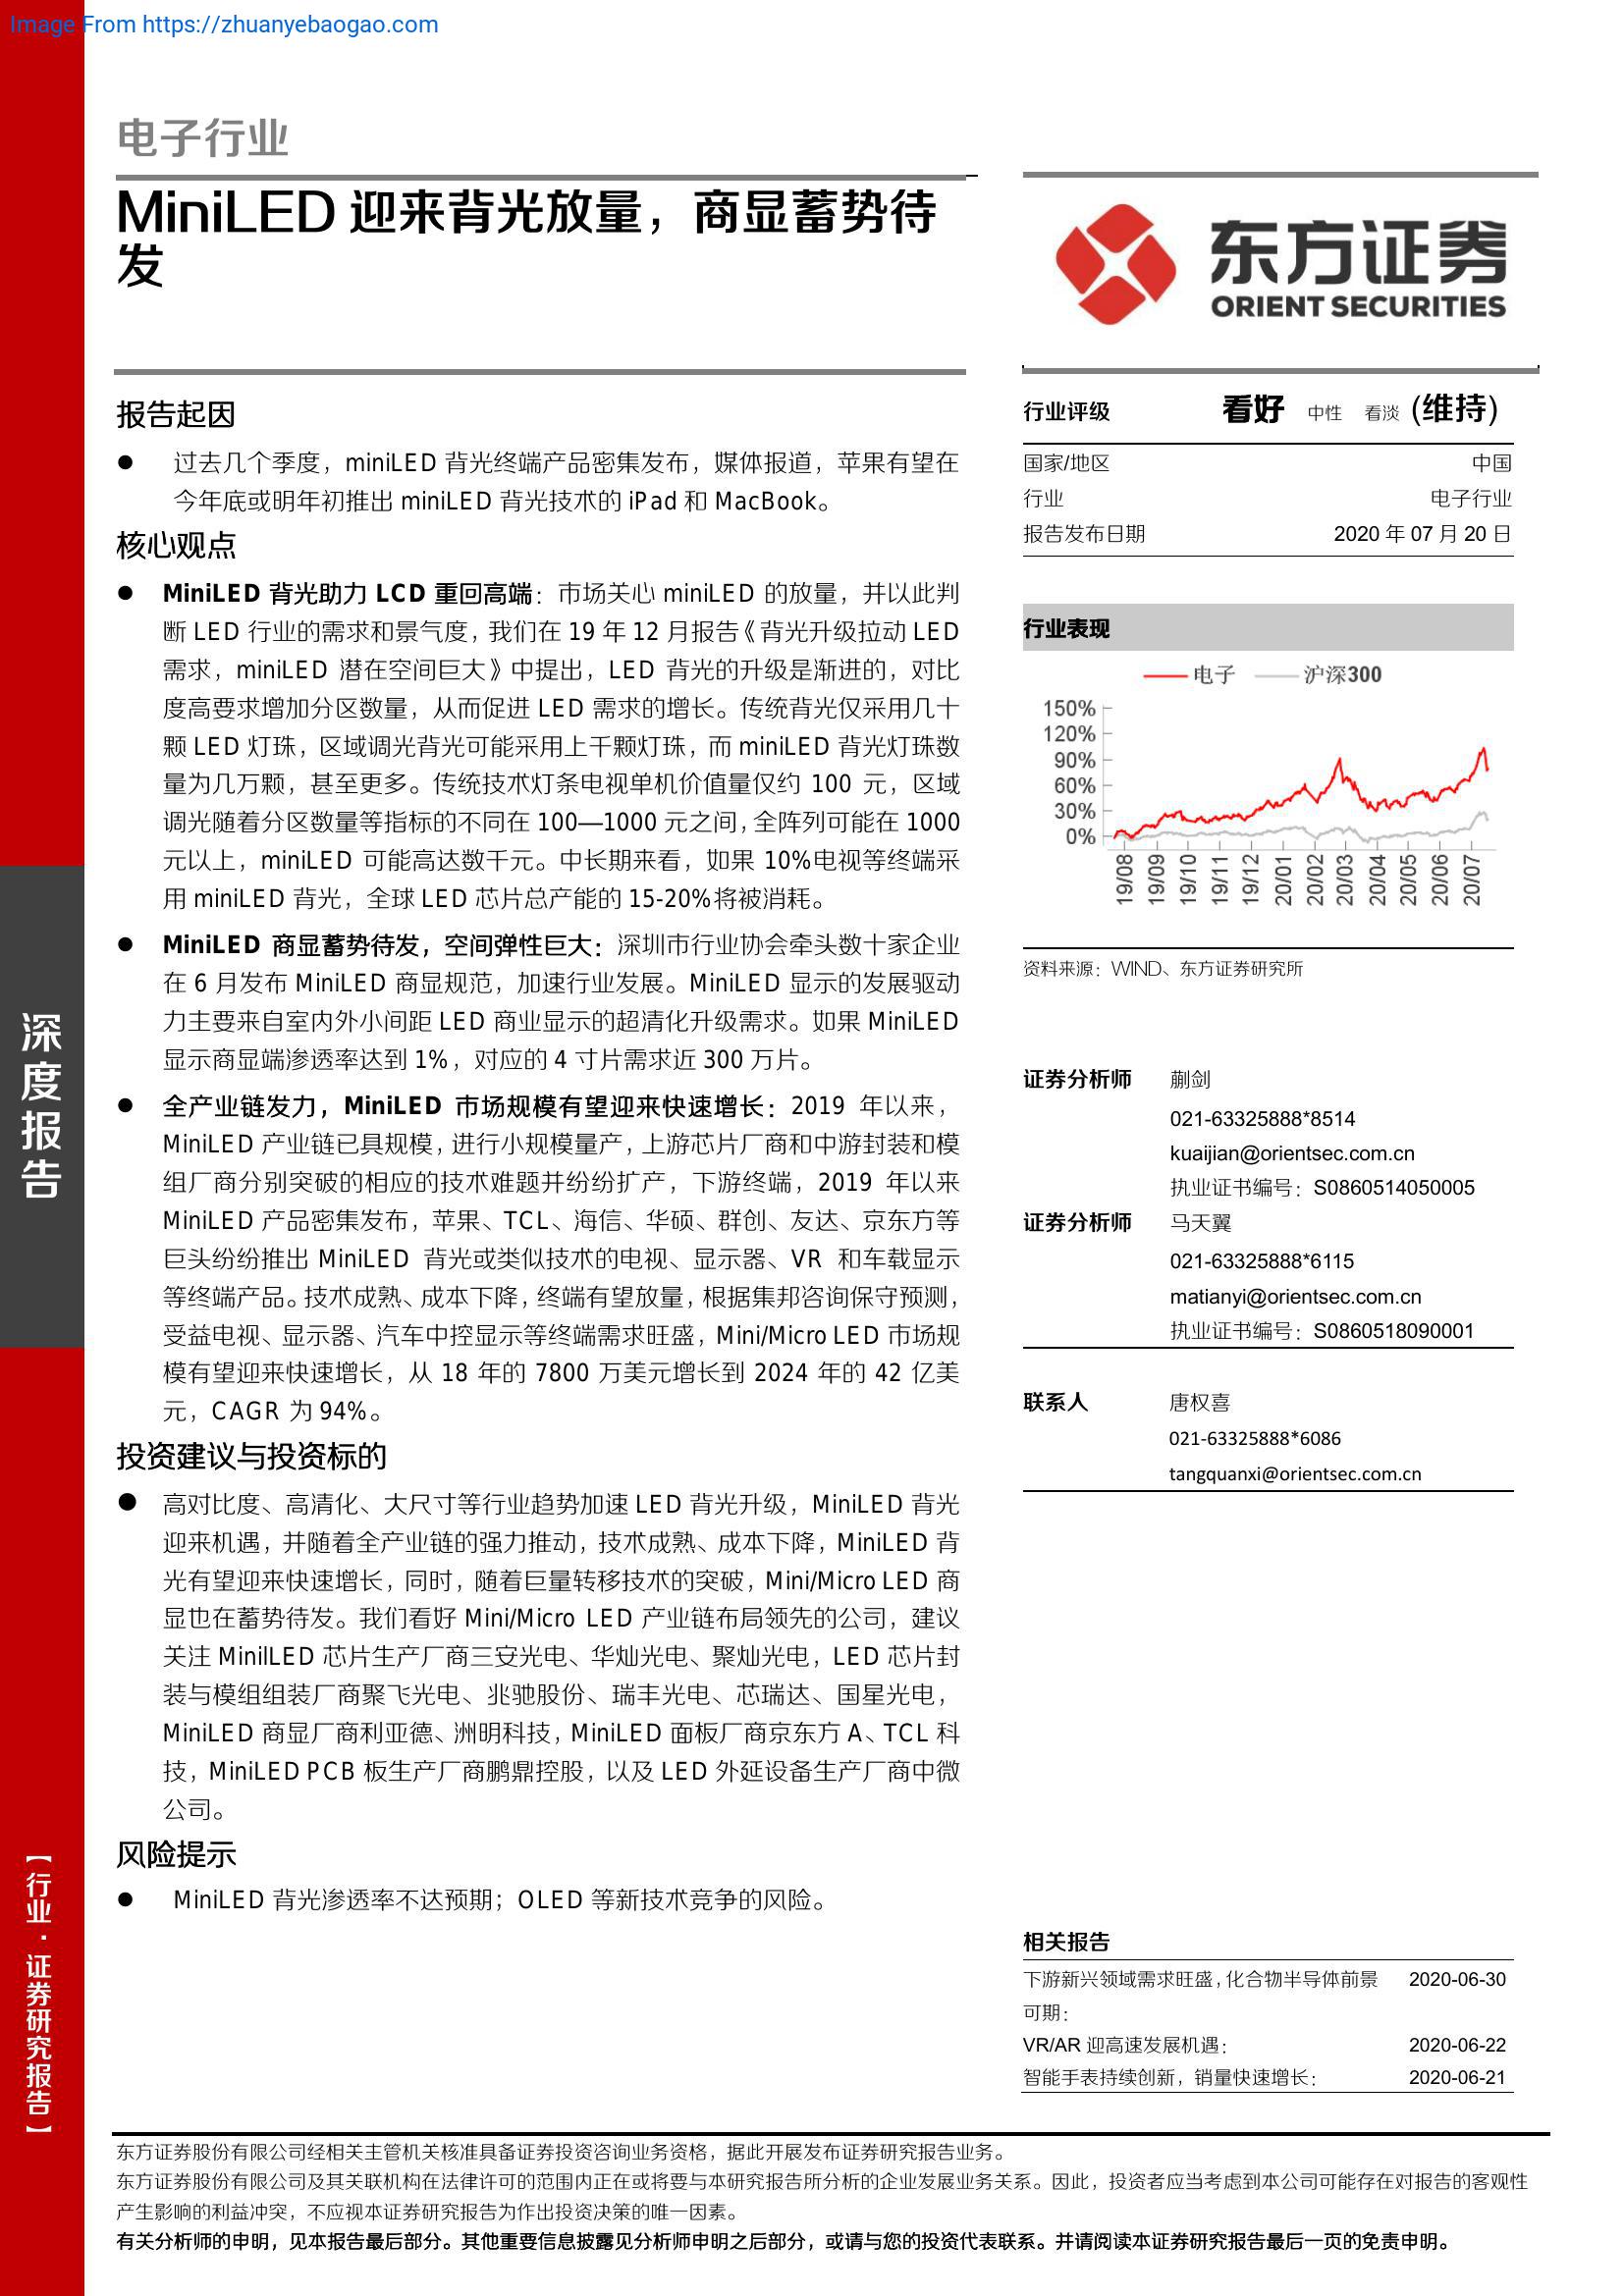 Image From https://zhuanyebaogao.com
电子行业
MiniLED 迎来背光放量，商显蓄势待
发
东方证券
ORIENT SECURITIES
报告起因
● 过去几个季度，miniLED 背光终端产品密集发布，媒体报道，苹果有望在
今年底或明年初推出 miniLED 背光技术的 iPad 和 MacBook。
核心观点
● MiniLED 背光助力 LCD 重回高端：市场关心 miniLED 的放量，并以此判
断 LED 行业的需求和景气度，我们在 19 年 12 月报告《背光升级拉动 LED
需求，miniLED 潜在空间巨大》中提出，LED 背光的升级是渐进的，对比
度高要求增加分区数量，从而促进 LED 需求的增长。传统背光仅采用几十
颗 LED 灯珠，区域调光背光可能采用上千颗灯珠，而 miniLED 背光灯珠数
量为几万颗，甚至更多。传统技术灯条电视单机价值量仅约 100 元，区域
调光随着分区数量等指标的不同在 100—1000 元之间，全阵列可能在 1000
元以上，miniLED 可能高达数千元。中长期来看，如果 10%电视等终端采
用 miniLED 背光，全球 LED 芯片总产能的 15-20%将被消耗。
● MiniLED 商显蓄势待发，空间弹性巨大：深圳市行业协会牵头数十家企业
在 6 月发布 MiniLED 商显规范，加速行业发展。MiniLED 显示的发展驱动
力主要来自室内外小间距 LED 商业显示的超清化升级需求。如果 MiniLED
显示商显端渗透率达到 1%，对应的 4 寸片需求近 300 万片。
● 全产业链发力，MiniLED 市场规模有望迎来快速增长：2019 年以来，
MiniLED 产业链已具规模，进行小规模量产，上游芯片厂商和中游封装和模
组厂商分别突破的相应的技术难题并纷纷扩产，下游终端，2019 年以来
MiniLED 产品密集发布，苹果、TCL、海信、华硕、群创、友达、京东方等
巨头纷纷推出 MiniLED 背光或类似技术的电视、显示器、VR 和车载显示
等终端产品。技术成熟、成本下降，终端有望放量，根据集邦咨询保守预测，
受益电视、显示器、汽车中控显示等终端需求旺盛，Mini/Micro LED 市场规
模有望迎来快速增长，从 18 年的 7800 万美元增长到 2024 年的 42 亿美
元，CAGR 为 94%。
投资建议与投资标的
● 高对比度、高清化、大尺寸等行业趋势加速 LED 背光升级，MiniLED 背光
迎来机遇，并随着全产业链的强力推动，技术成熟、成本下降，MiniLED 背
光有望迎来快速增长，同时，随着巨量转移技术的突破，Mini/Micro LED 商
显也在蓄势待发。我们看好 Mini/Micro LED 产业链布局领先的公司，建议
关注 MinilLED 芯片生产厂商三安光电、华灿光电、聚灿光电，LED 芯片封
装与模组组装厂商聚飞光电、兆驰股份、瑞丰光电、芯瑞达、国星光电，
MiniLED 商显厂商利亚德、洲明科技，MiniLED 面板厂商京东方 A、TCL 科
技，MiniLED PCB 板生产厂商鹏鼎控股，以及 LED 外延设备生产厂商中微
公司。
风险提示
● MiniLED 背光渗透率不达预期；OLED 等新技术竞争的风险。
行业评级 看好 中性 看淡 (维持)
国家/地区 中国
行业 电子行业
报告发布日期 2020 年 07 月 20 日
行业表现
电子 沪深300
150%
120%
90%
60%
30%
0%
19/08 19/09 19/10 19/11 19/12 20/01 20/02 20/03 20/04 20/05 20/06 20/07
资料来源：WIND、东方证券研究所
证券分析师 蒯剑
021-63325888*8514
kuaijian@orientsec.com.cn
执业证书编号：S0860514050005
证券分析师 马天翼
021-63325888*6115
matianyi@orientsec.com.cn
执业证书编号：S0860518090001
联系人 唐权喜
021-63325888*6086
tangquanxi@orientsec.com.cn
相关报告
下游新兴领域需求旺盛，化合物半导体前景 2020-06-30
可期：
VR/AR 迎高速发展机遇： 2020-06-22
智能手表持续创新，销量快速增长： 2020-06-21
深度报告
【行业·证券研究报告】
东方证券股份有限公司经相关主管机关核准具备证券投资咨询业务资格，据此开展发布证券研究报告业务。
东方证券股份有限公司及其关联机构在法律许可的范围内正在或将要与本研究报告所分析的企业发展业务关系。因此，投资者应当考虑到本公司可能存在对报告的客观性
产生影响的利益冲突，不应视本证券研究报告为作出投资决策的唯一因素。
有关分析师的申明，见本报告最后部分。其他重要信息披露见分析师申明之后部分，或请与您的投资代表联系。并请阅读本证券研究报告最后一页的免责申明。